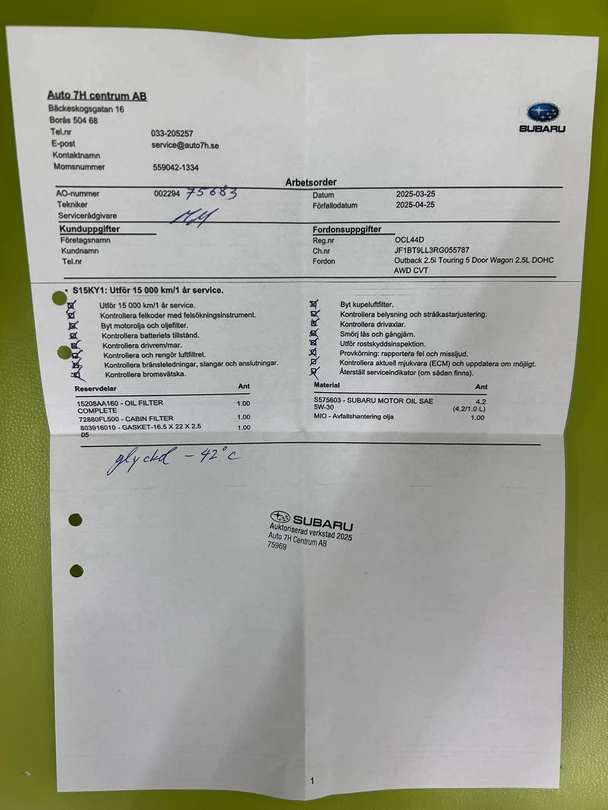 Auto 7H centrum AB
Bäckeskogsgatan 16
Borås 504 68
Tel.nr 033-205257
E-post service@auto7h.se
Kontaktnamn
Momsnummer 559042-1334
SUBARU
Arbetsorder
AO-nummer 002294 75683
Tekniker
Servicerådgivare
Datum 2025-03-25
Förfallodatum 2025-04-25
Kunduppgifter
Företagsnamn
Kundnamn
Tel.nr
Fordonsuppgifter
Reg.nr OCL44D
Ch.nr JF1BT9LL3RG055787
Fordon Outback 2.5i Touring 5 Door Wagon 2.5L DOHC
AWD CVT
• S15KY1: Utför 15 000 km/1 år service.
Utför 15 000 km/1 år service.
Kontrollera felkoder med felsökningsinstrument.
Byt motorolja och oljefilter.
Kontrollera batteriets tillstånd.
Kontrollera drivrem/mar.
Kontrollera och rengör luftfiltret.
Kontrollera bränsleledningar, slangar och anslutningar.
Kontrollera bromsvätska.
Byt kupeluftfilter.
Kontrollera belysning och strålkastarjustering.
Kontrollera drivaxlar.
Smörj lås och gångjärn.
Utför rostskyddsinspektion.
Provkörning: rapportera fel och missljud.
Kontrollera aktuell mjukvara (ECM) och uppdatera om möjligt.
Återställ serviceindikator (om sådan finns).
Reservdelar Ant
15208AA160 - OIL FILTER 1.00
COMPLETE
72880FL500 - CABIN FILTER 1.00
803916010 - GASKET-16.5 X 22 X 2.5 1.00
05
Material Ant
S575603 - SUBARU MOTOR OIL SAE 4.2
5W-30 (4.2/1.0 L)
MIO - Avfallshantering olja 1.00
glykol - 42°C
SUBARU
Auktoriserad verkstad 2025
Auto 7H Centrum AB
75969
1